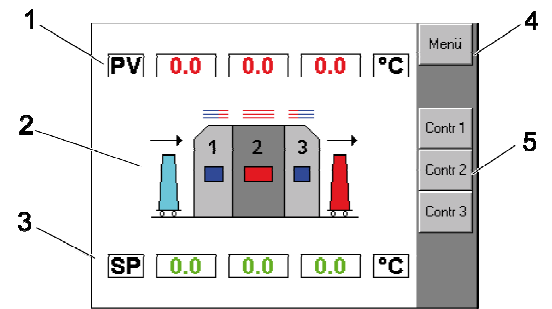 1
PV 0.0 0.0 0.0 °C
Menü
4
2
1 2 3
Contr 1
Contr 2
5
Contr 3
3
SP 0.0 0.0 0.0 °C